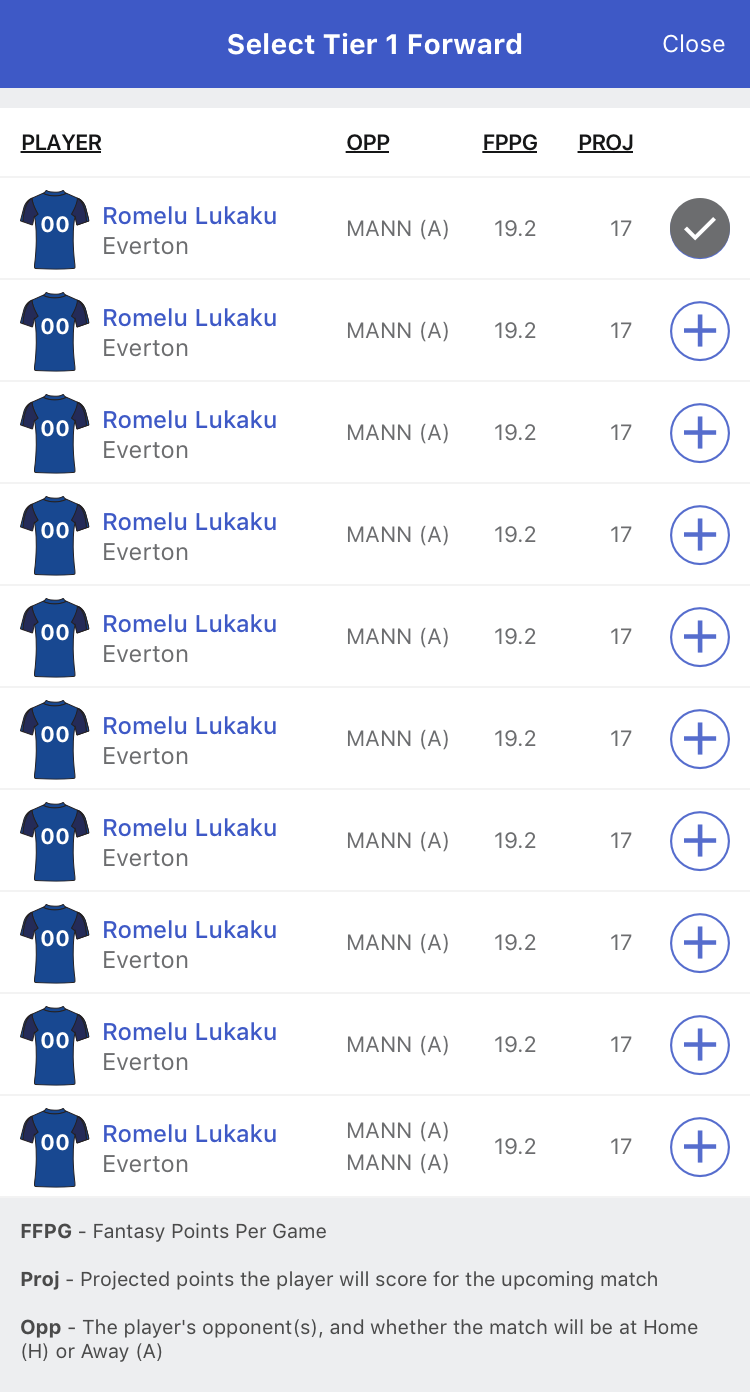 Select Tier 1 Forward Close
PLAYER OPP FPPG PROJ
00 Romelu Lukaku MANN (A) 19.2 17
Everton
00 Romelu Lukaku MANN (A) 19.2 17
Everton
00 Romelu Lukaku MANN (A) 19.2 17
Everton
00 Romelu Lukaku MANN (A) 19.2 17
Everton
00 Romelu Lukaku MANN (A) 19.2 17
Everton
00 Romelu Lukaku MANN (A) 19.2 17
Everton
00 Romelu Lukaku MANN (A) 19.2 17
Everton
00 Romelu Lukaku MANN (A) 19.2 17
Everton
00 Romelu Lukaku MANN (A) 19.2 17
Everton
00 Romelu Lukaku MANN (A) 19.2 17
Everton MANN (A)
FFPG - Fantasy Points Per Game
Proj - Projected points the player will score for the upcoming match
Opp - The player's opponent(s), and whether the match will be at Home
(H) or Away (A)